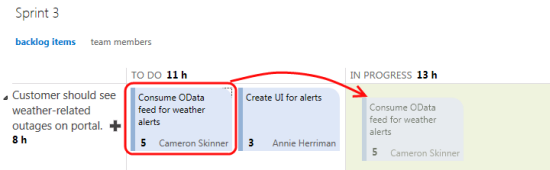 Sprint 3
backlog items team members
TO DO 11 h IN PROGRESS 13 h
Customer should see
weather-related
outages on portal.
8 h
Consume OData
feed for weather
alerts
5 Cameron Skinner
Create UI for alerts
3 Annie Herriman
Consume OData
feed for weather
alerts
5 Cameron Skinner